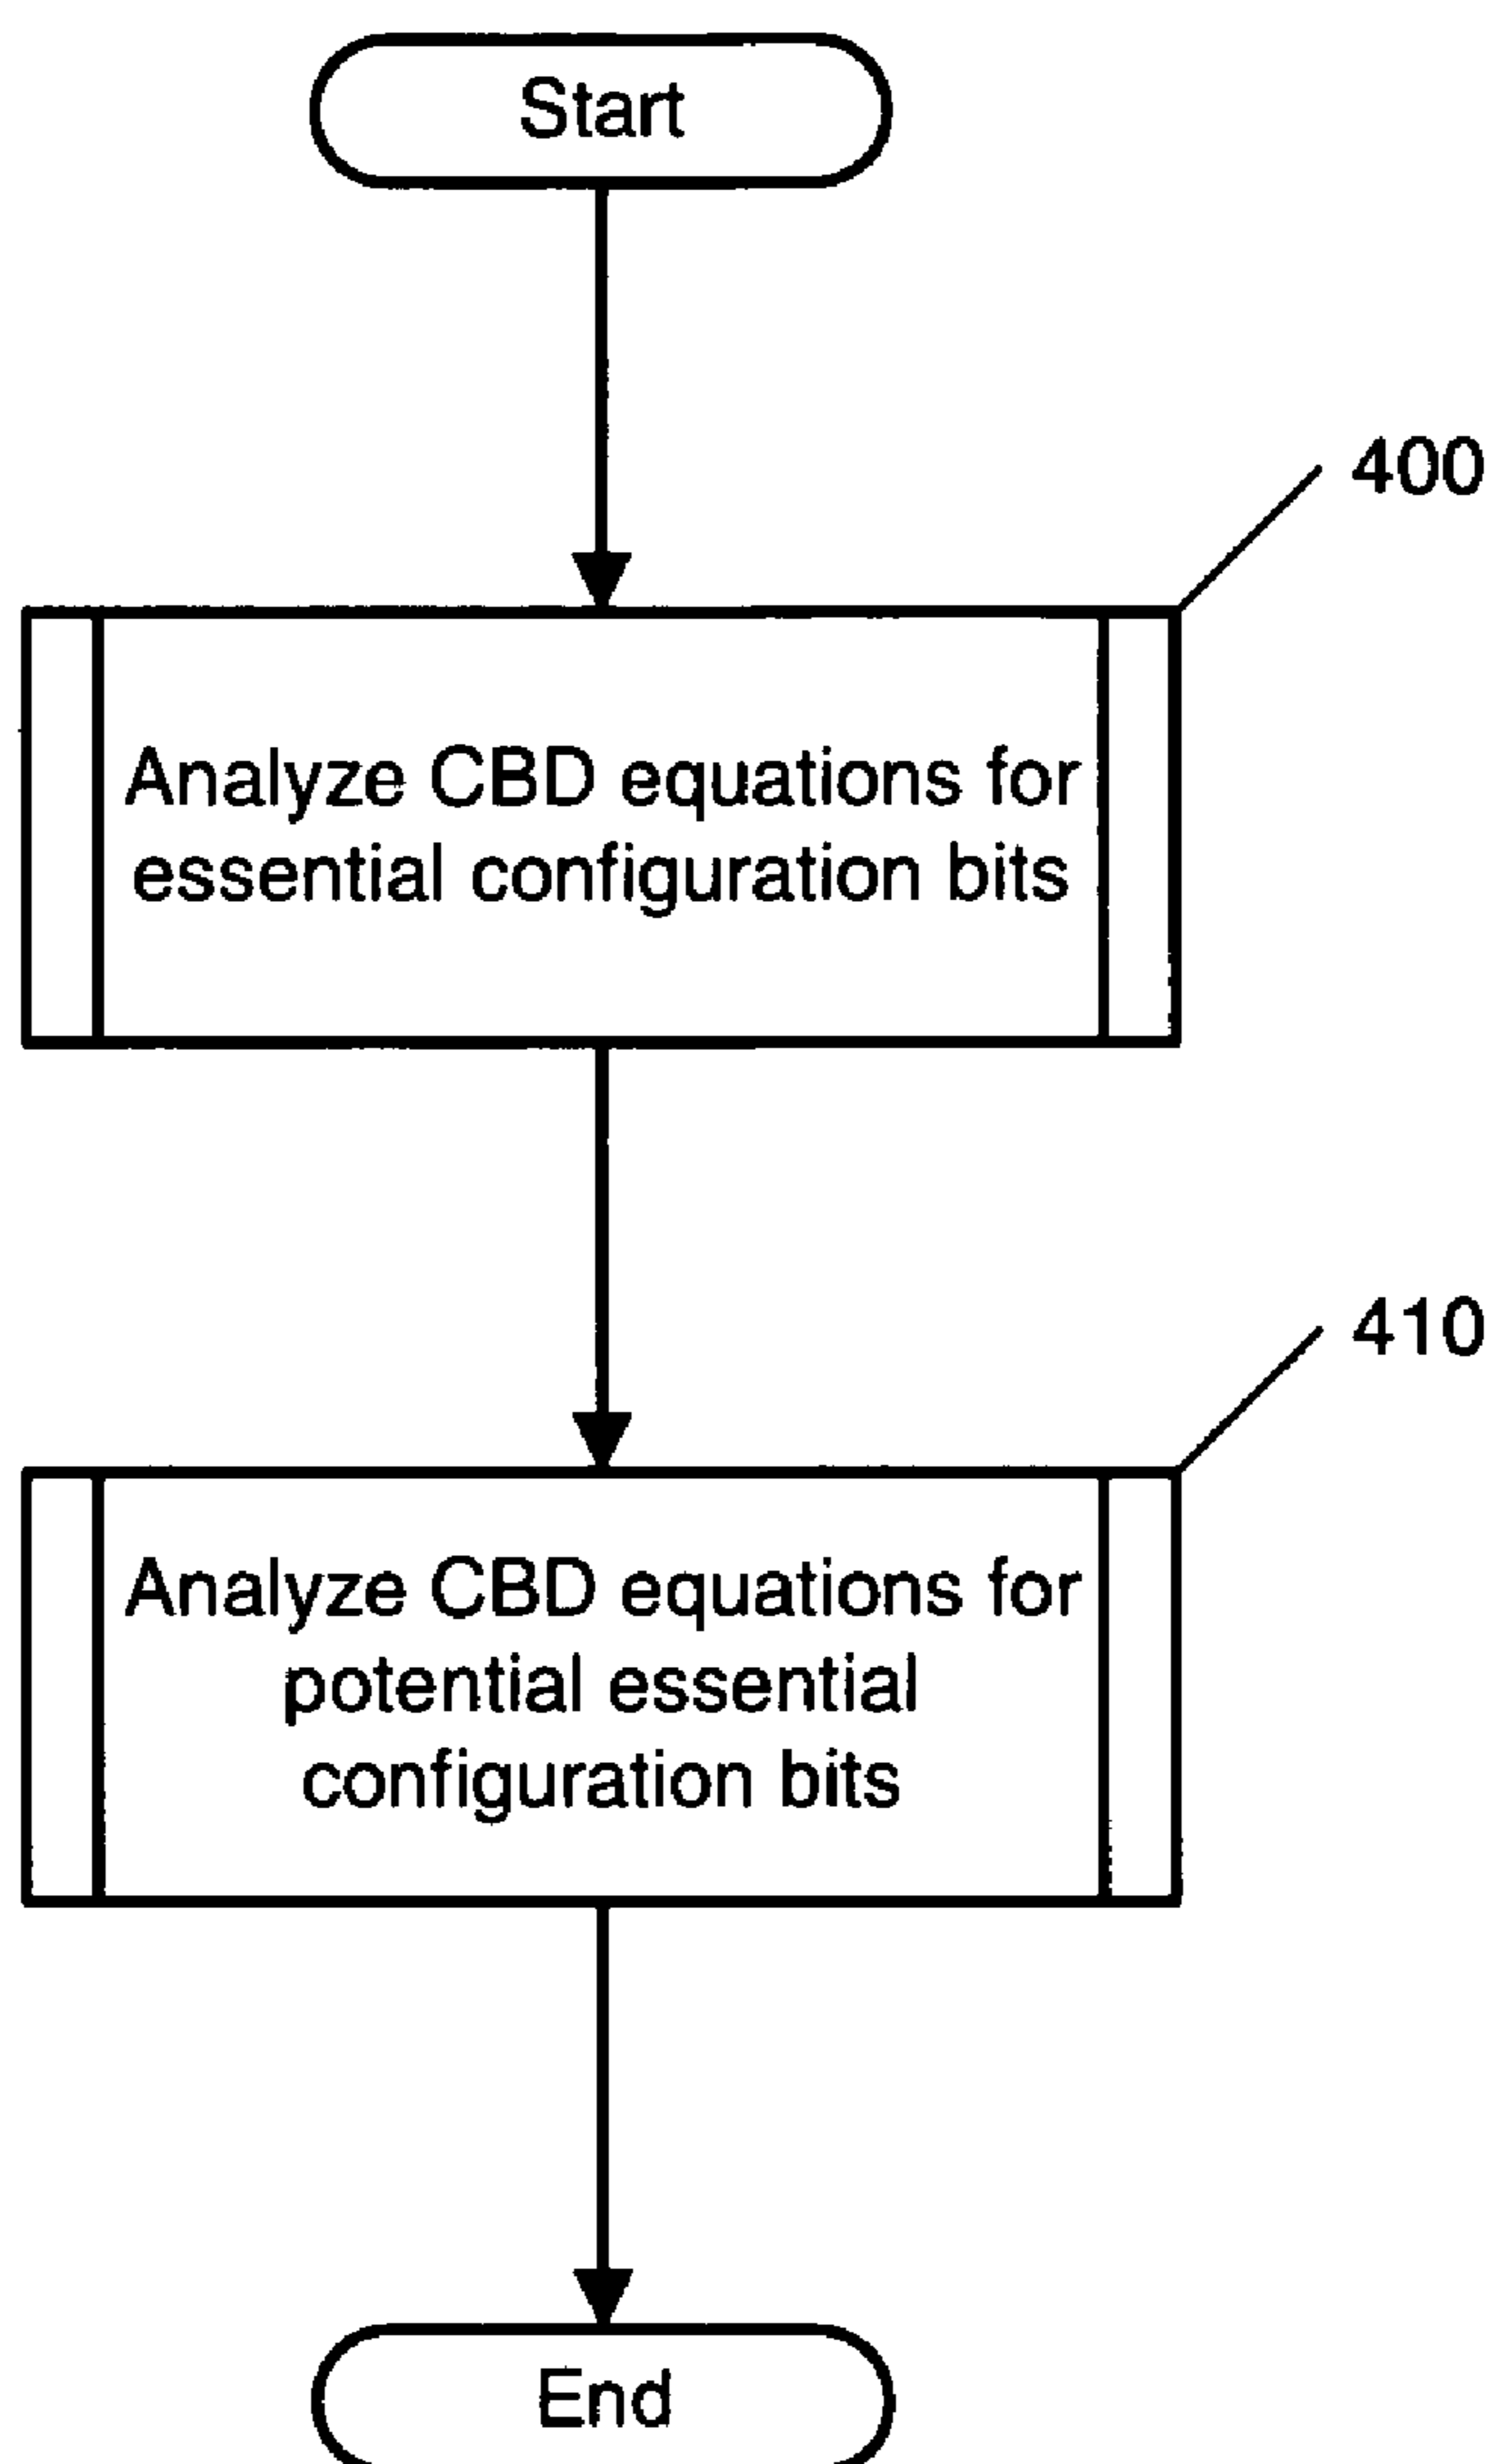 Start
400
Analyze CBD equations for
essential configuration bits
410
Analyze CBD equations for
potential essential
configuration bits
End